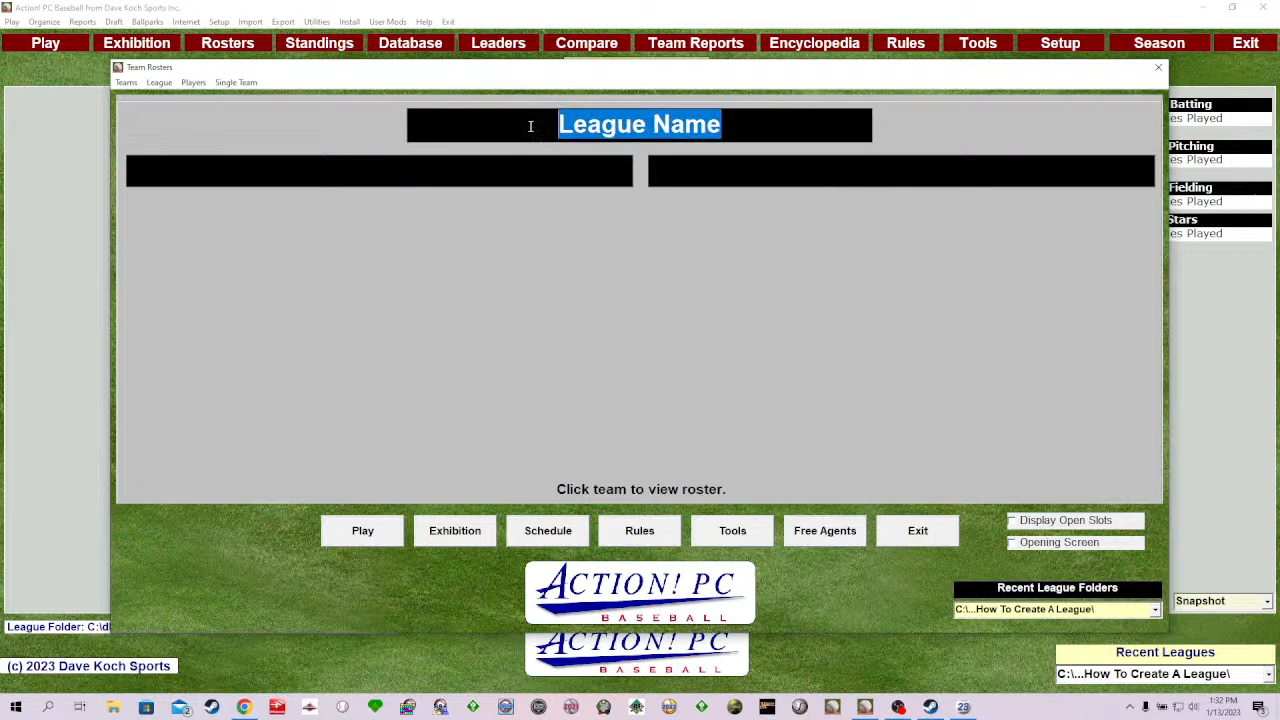 Action! PC Baseball from Dave Koch Sports Inc.
Play Organize Reports Draft Ballparks Internet Setup Import Export Utilities Install User Mods Help Exit
Play Exhibition Rosters Standings Database Leaders Compare Team Reports Encyclopedia Rules Tools Setup Season Exit
Team Rosters
Teams League Players Single Team
League Name
Batting
es Played
Pitching
es Played
Fielding
es Played
Stars
es Played
Click team to view roster.
Play Exhibition Schedule Rules Tools Free Agents Exit
Display Open Slots
Opening Screen
ACTION! PC
BASEBALL
Recent League Folders
C:\...How To Create A League\
Snapshot
League Folder: C:\dl
ACTION! PC
BASEBALL
(c) 2023 Dave Koch Sports
Recent Leagues
C:\...How To Create A League\
1:32 PM
1/13/2023